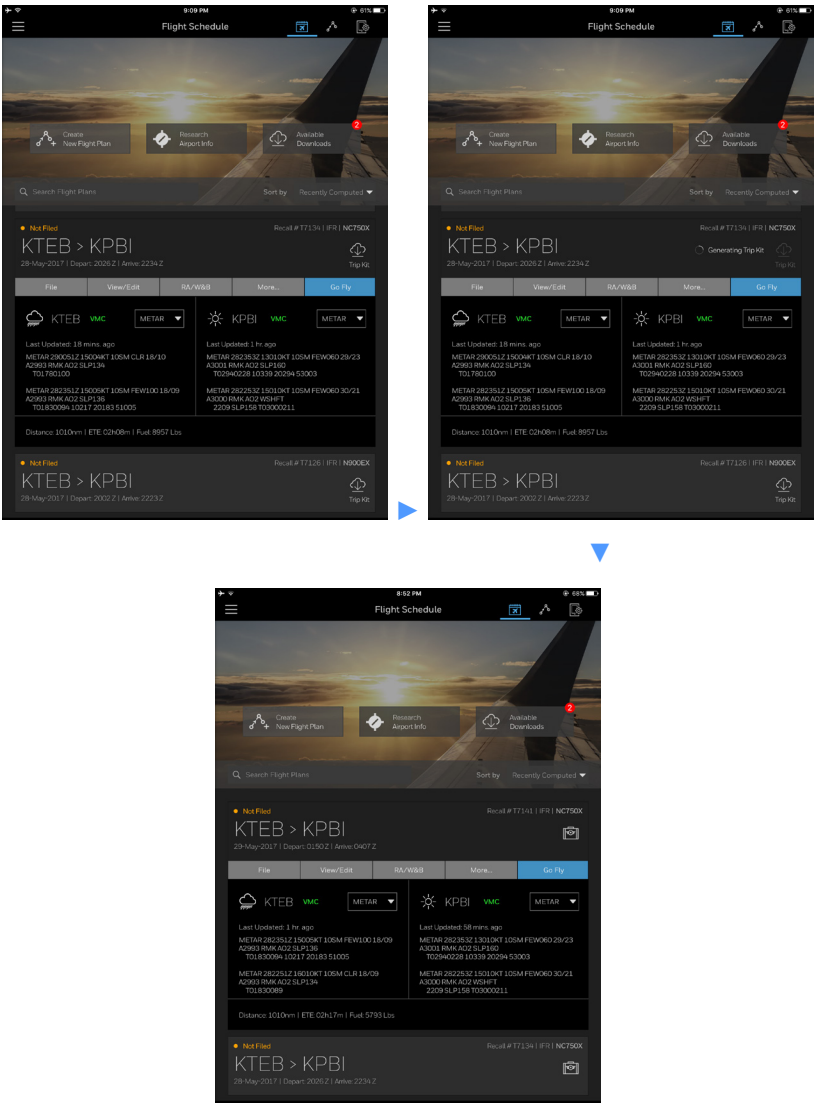 9:09 PM
61%
Flight Schedule
Create
New Flight Plan
Research
Airport Info
Available
Downloads
2
Search Flight Plans
Sort by Recently Computed
Not Filed
Recall # T7134 | IFR | NC750X
KTEB > KPBI
28-May-2017 | Depart: 2026 Z | Arrive: 2234 Z
Trip Kit
File View/Edit RA/W&B More... Go Fly
KTEB VMC METAR
Last Updated: 18 mins. ago
METAR 290051Z 15004KT 10SM CLR 18/10
A2993 RMK AO2 SLP134
T01780100
METAR 282351Z 15005KT 10SM FEW100 18/09
A2993 RMK AO2 SLP136
T01830094 10217 20183 51005
KPBI VMC METAR
Last Updated: 1 hr. ago
METAR 282353Z 13010KT 10SM FEW060 29/23
A3001 RMK AO2 SLP160
T02940228 10339 20294 53003
METAR 282253Z 15010KT 10SM FEW060 30/21
A3000 RMK AO2 WSHFT
2209 SLP158 T03000211
Distance: 1010nm | ETE: 02h08m | Fuel: 8957 Lbs
Not Filed
Recall # T7126 | IFR | N900EX
KTEB > KPBI
28-May-2017 | Depart: 2002 Z | Arrive: 2223 Z
Trip Kit
9:09 PM
61%
Flight Schedule
Create
New Flight Plan
Research
Airport Info
Available
Downloads
2
Search Flight Plans
Sort by Recently Computed
Not Filed
Recall # T7134 | IFR | NC750X
KTEB > KPBI
Generating Trip Kit
28-May-2017 | Depart: 2026 Z | Arrive: 2234 Z
Trip Kit
File View/Edit RA/W&B More... Go Fly
KTEB VMC METAR
Last Updated: 18 mins. ago
METAR 290051Z 15004KT 10SM CLR 18/10
A2993 RMK AO2 SLP134
T01780100
METAR 282351Z 15005KT 10SM FEW100 18/09
A2993 RMK AO2 SLP136
T01830094 10217 20183 51005
KPBI VMC METAR
Last Updated: 1 hr. ago
METAR 282353Z 13010KT 10SM FEW060 29/23
A3001 RMK AO2 SLP160
T02940228 10339 20294 53003
METAR 282253Z 15010KT 10SM FEW060 30/21
A3000 RMK AO2 WSHFT
2209 SLP158 T03000211
Distance: 1010nm | ETE: 02h08m | Fuel: 8957 Lbs
Not Filed
Recall # T7126 | IFR | N900EX
KTEB > KPBI
28-May-2017 | Depart: 2002 Z | Arrive: 2223 Z
Trip Kit
8:52 PM
68%
Flight Schedule
Create
New Flight Plan
Research
Airport Info
Available
Downloads
2
Search Flight Plans
Sort by Recently Computed
Not Filed
Recall # T7141 | IFR | NC750X
KTEB > KPBI
29-May-2017 | Depart: 0150 Z | Arrive: 0407 Z
File View/Edit RA/W&B More... Go Fly
KTEB VMC METAR
Last Updated: 1 hr. ago
METAR 282351Z 15005KT 10SM FEW100 18/09
A2993 RMK AO2 SLP136
T01830094 10217 20183 51005
METAR 282251Z 16010KT 10SM CLR 18/09
A2993 RMK AO2 SLP134
T01830089
KPBI VMC METAR
Last Updated: 58 mins. ago
METAR 282353Z 13010KT 10SM FEW060 29/23
A3001 RMK AO2 SLP160
T02940228 10339 20294 53003
METAR 282253Z 15010KT 10SM FEW060 30/21
A3000 RMK AO2 WSHFT
2209 SLP158 T03000211
Distance: 1010nm | ETE: 02h17m | Fuel: 5793 Lbs
Not Filed
Recall # T7134 | IFR | NC750X
KTEB > KPBI
28-May-2017 | Depart: 2026 Z | Arrive: 2234 Z